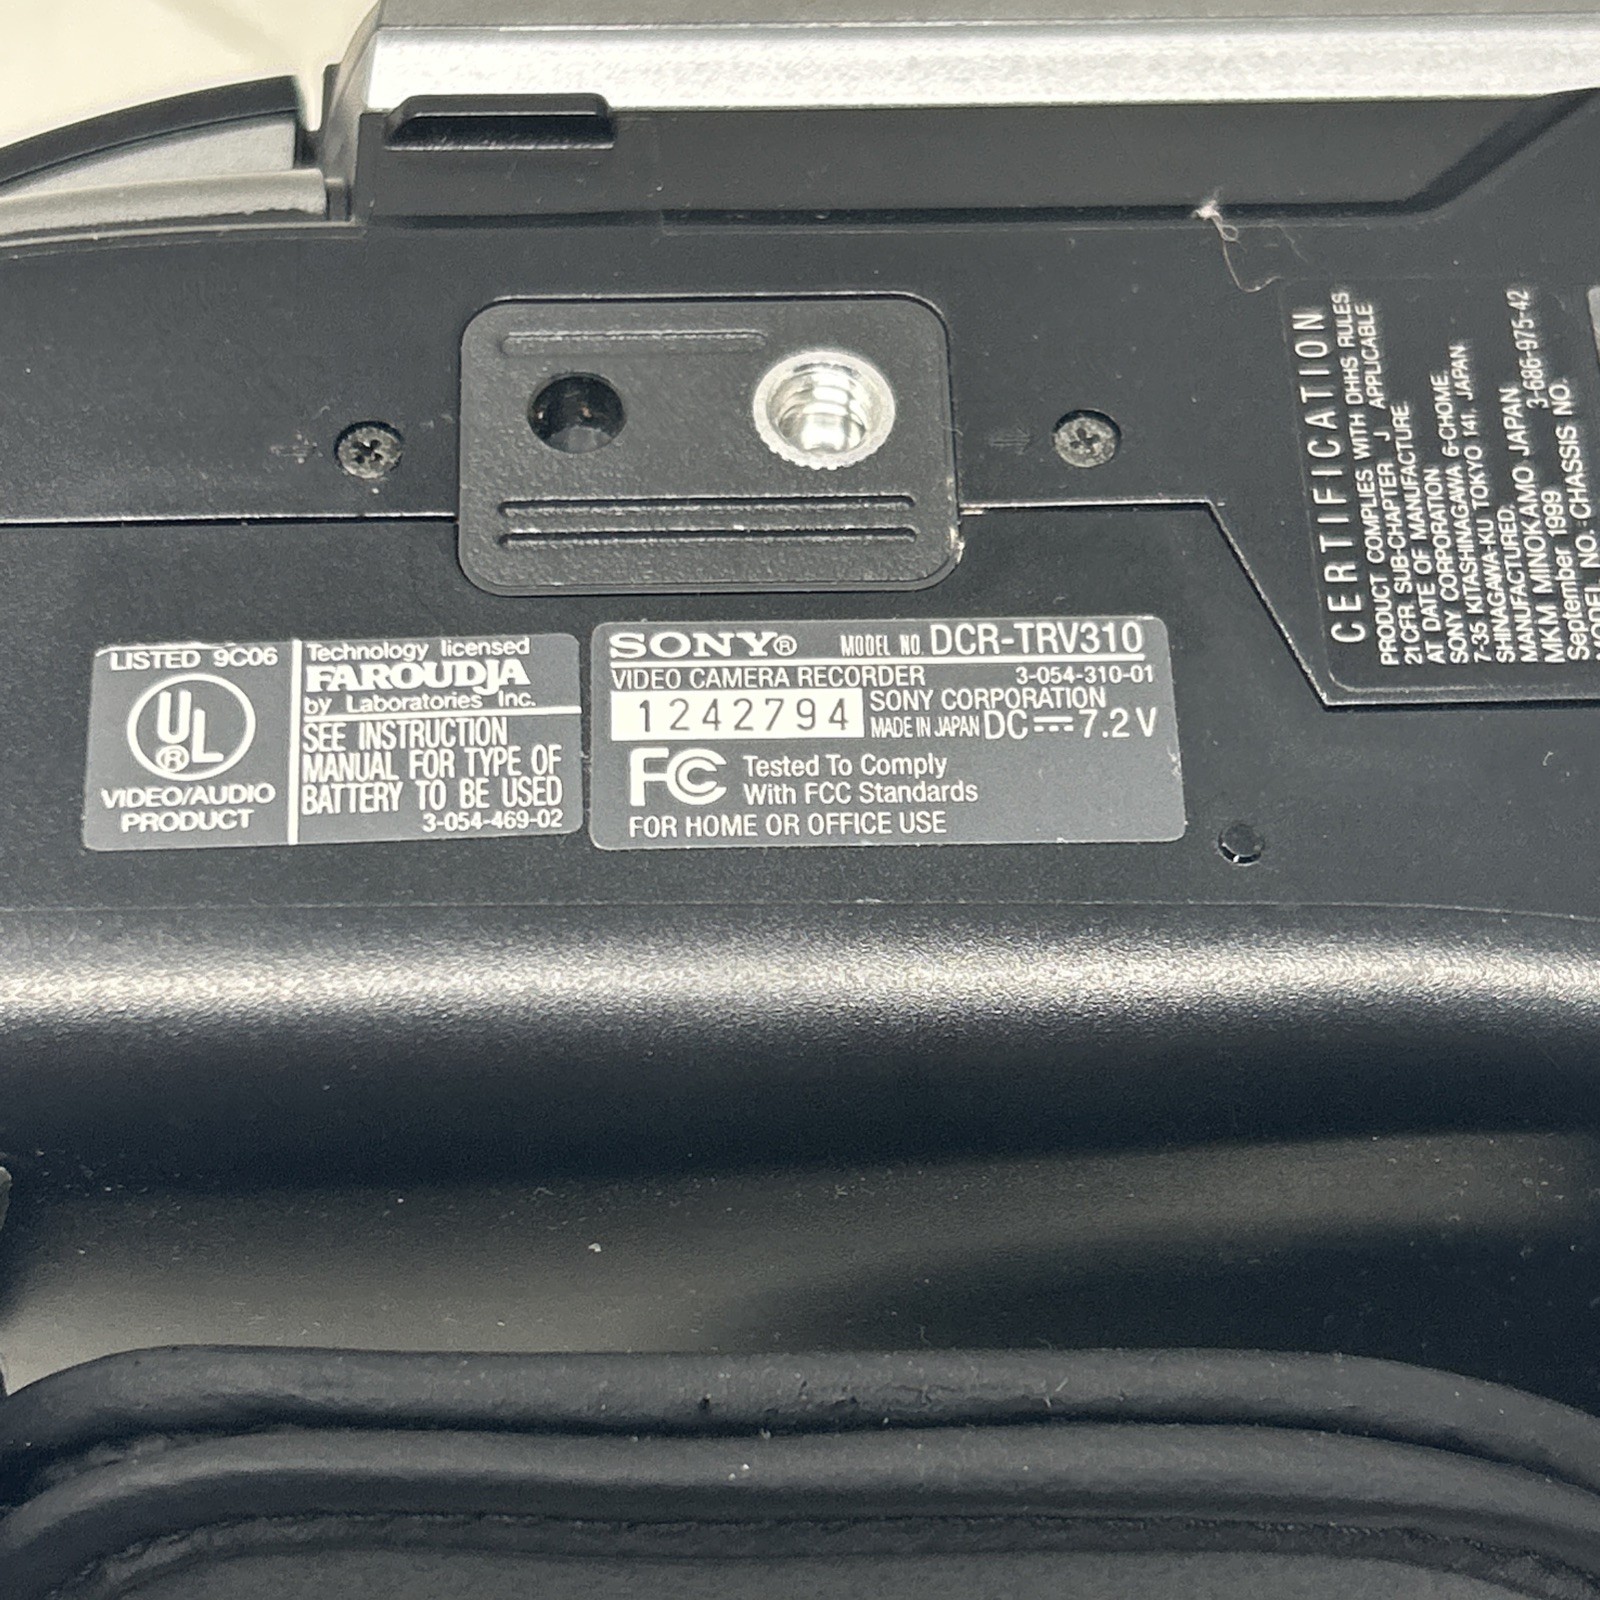 LISTED 9C06
UL
®
VIDEO/AUDIO
PRODUCT
Technology licensed
FAROUDJA
by Laboratories Inc.
SEE INSTRUCTION
MANUAL FOR TYPE OF
BATTERY TO BE USED
3-054-469-02
SONY® MODEL NO. DCR-TRV310
VIDEO CAMERA RECORDER 3-054-310-01
1242794 SONY CORPORATION
MADE IN JAPAN DC 7.2 V
FC Tested To Comply
With FCC Standards
FOR HOME OR OFFICE USE
CERTIFICATION
PRODUCT COMPLIES WITH DHHS RULES
21 CFR SUB-CHAPTER J APPLICABLE
AT DATE OF MANUFACTURE
SONY CORPORATION
7-35 KITASHINAGAWA 6-CHOME,
SHINAGAWA-KU TOKYO 141, JAPAN
MANUFACTURED,
MKM MINOKAMO JAPAN
September 1999 3-686-975-42
MODEL NO.: CHASSIS NO.